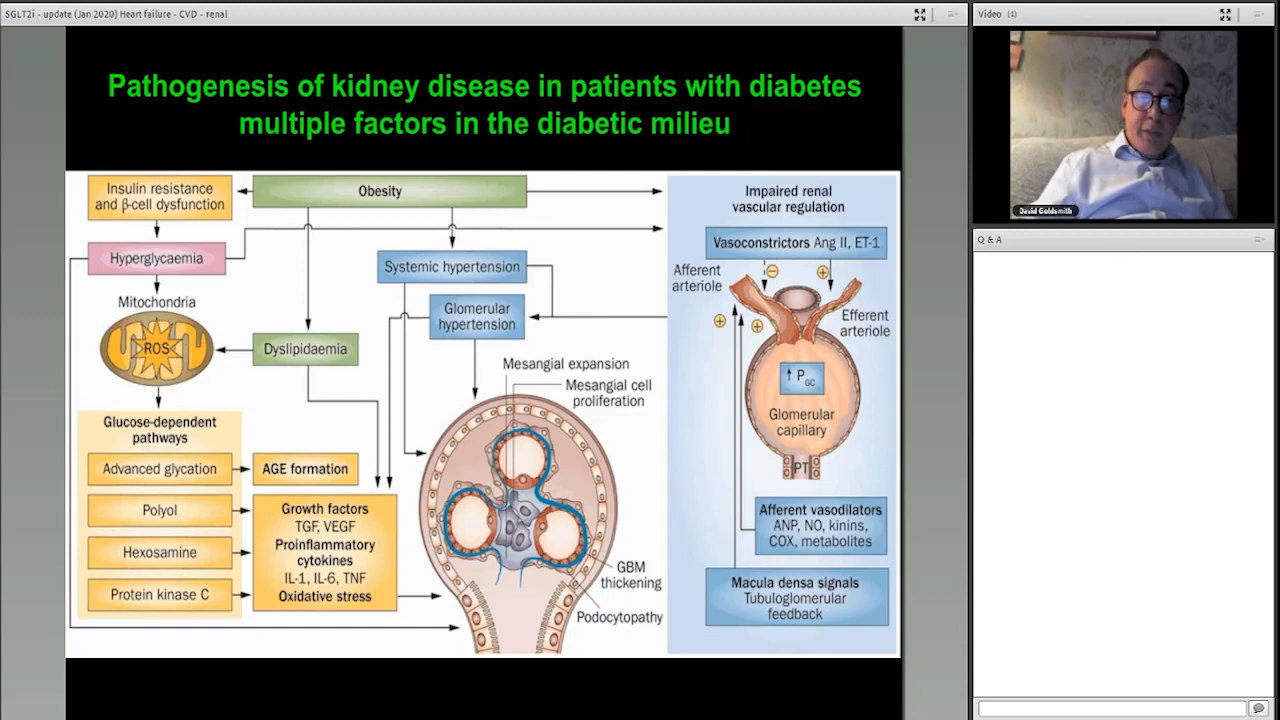 SGLT2i - update (Jan 2020) Heart failure - CVD - renal
Video (1)
Pathogenesis of kidney disease in patients with diabetes
multiple factors in the diabetic milieu
David Goldsmith
Q & A
Insulin resistance
and β-cell dysfunction
Obesity
Hyperglycaemia
Systemic hypertension
Mitochondria
ROS
Glomerular
hypertension
Dyslipidaemia
Mesangial expansion
Mesangial cell
proliferation
Glucose-dependent
pathways
Advanced glycation
AGE formation
Polyol
Hexosamine
Protein kinase C
Growth factors
TGF, VEGF
Proinflammatory
cytokines
IL-1, IL-6, TNF
Oxidative stress
GBM
thickening
Podocytopathy
Impaired renal
vascular regulation
Vasoconstrictors Ang II, ET-1
Afferent
arteriole
−
+
Efferent
arteriole
+
+
↑ PGC
Glomerular
capillary
PT
Afferent vasodilators
ANP, NO, kinins,
COX, metabolites
Macula densa signals
Tubuloglomerular
feedback